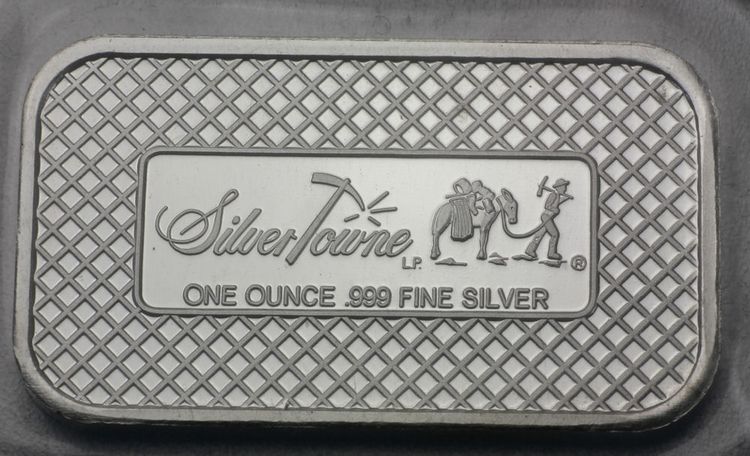 SilverTowne
L.P.
®
ONE OUNCE .999 FINE SILVER